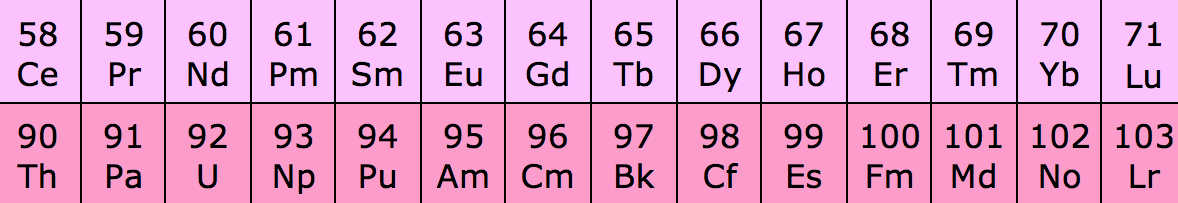 58 59 60 61 62 63 64 65 66 67 68 69 70 71
Ce Pr Nd Pm Sm Eu Gd Tb Dy Ho Er Tm Yb Lu
90 91 92 93 94 95 96 97 98 99 100 101 102 103
Th Pa U Np Pu Am Cm Bk Cf Es Fm Md No Lr